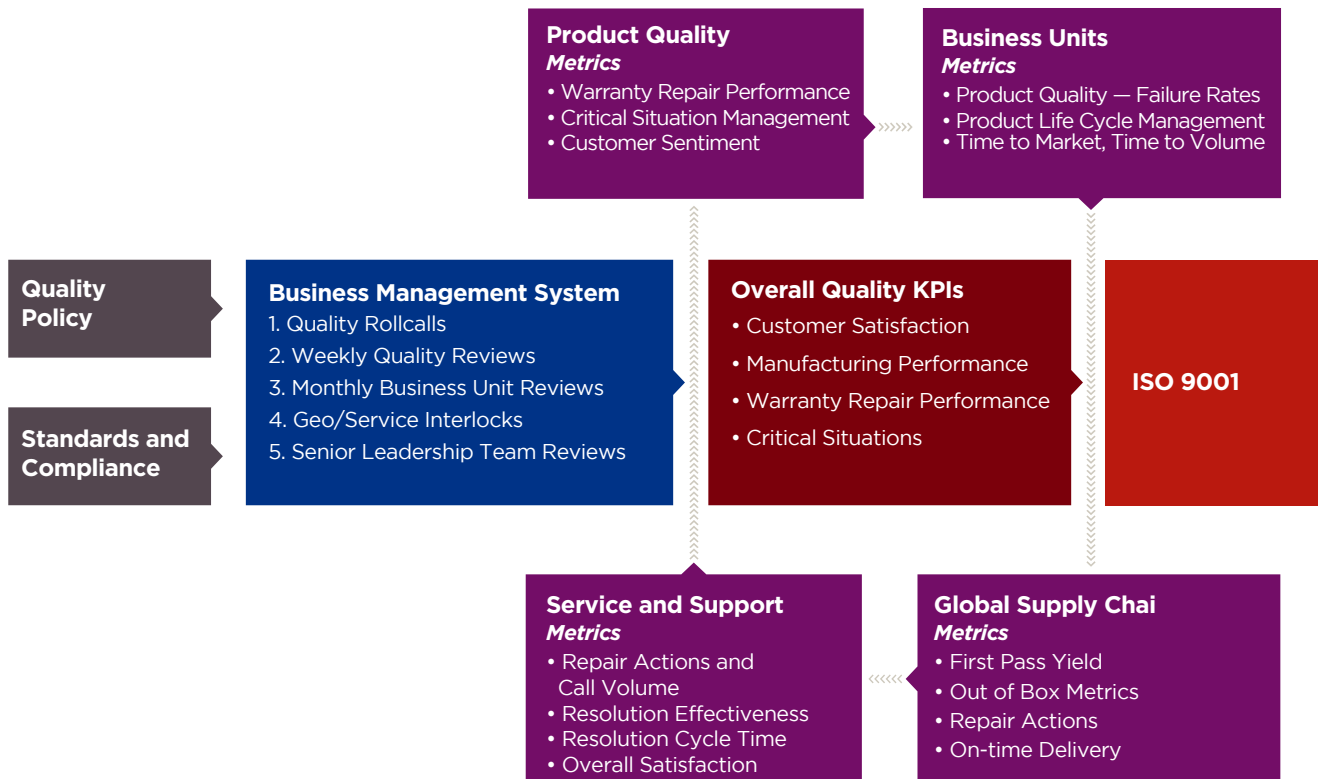 Product Quality
Metrics
• Warranty Repair Performance
• Critical Situation Management
• Customer Sentiment
Business Units
Metrics
• Product Quality — Failure Rates
• Product Life Cycle Management
• Time to Market, Time to Volume
Quality
Policy
Standards and
Compliance
Business Management System
1. Quality Rollcalls
2. Weekly Quality Reviews
3. Monthly Business Unit Reviews
4. Geo/Service Interlocks
5. Senior Leadership Team Reviews
Overall Quality KPIs
• Customer Satisfaction
• Manufacturing Performance
• Warranty Repair Performance
• Critical Situations
ISO 9001
Service and Support
Metrics
• Repair Actions and
Call Volume
• Resolution Effectiveness
• Resolution Cycle Time
• Overall Satisfaction
Global Supply Chai
Metrics
• First Pass Yield
• Out of Box Metrics
• Repair Actions
• On-time Delivery